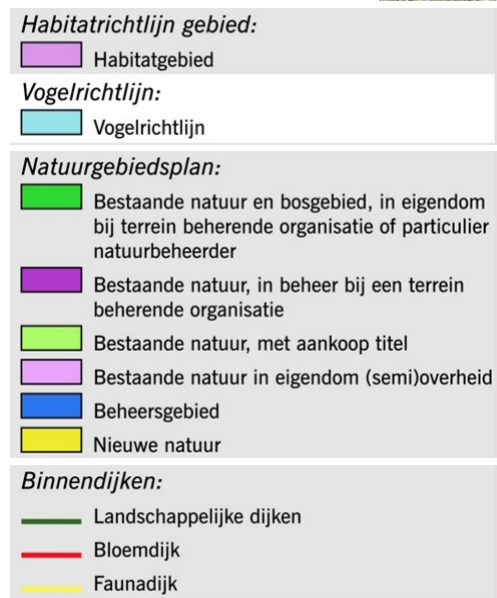 Habitatrichtlijn gebied:
Habitatgebied
Vogelrichtlijn:
Vogelrichtlijn
Natuurgebiedsplan:
Bestaande natuur en bosgebied, in eigendom
bij terrein beherende organisatie of particulier
natuurbeheerder
Bestaande natuur, in beheer bij een terrein
beherende organisatie
Bestaande natuur, met aankoop titel
Bestaande natuur in eigendom (semi)overheid
Beheersgebied
Nieuwe natuur
Binnendijken:
Landschappelijke dijken
Bloemdijk
Faunadijk